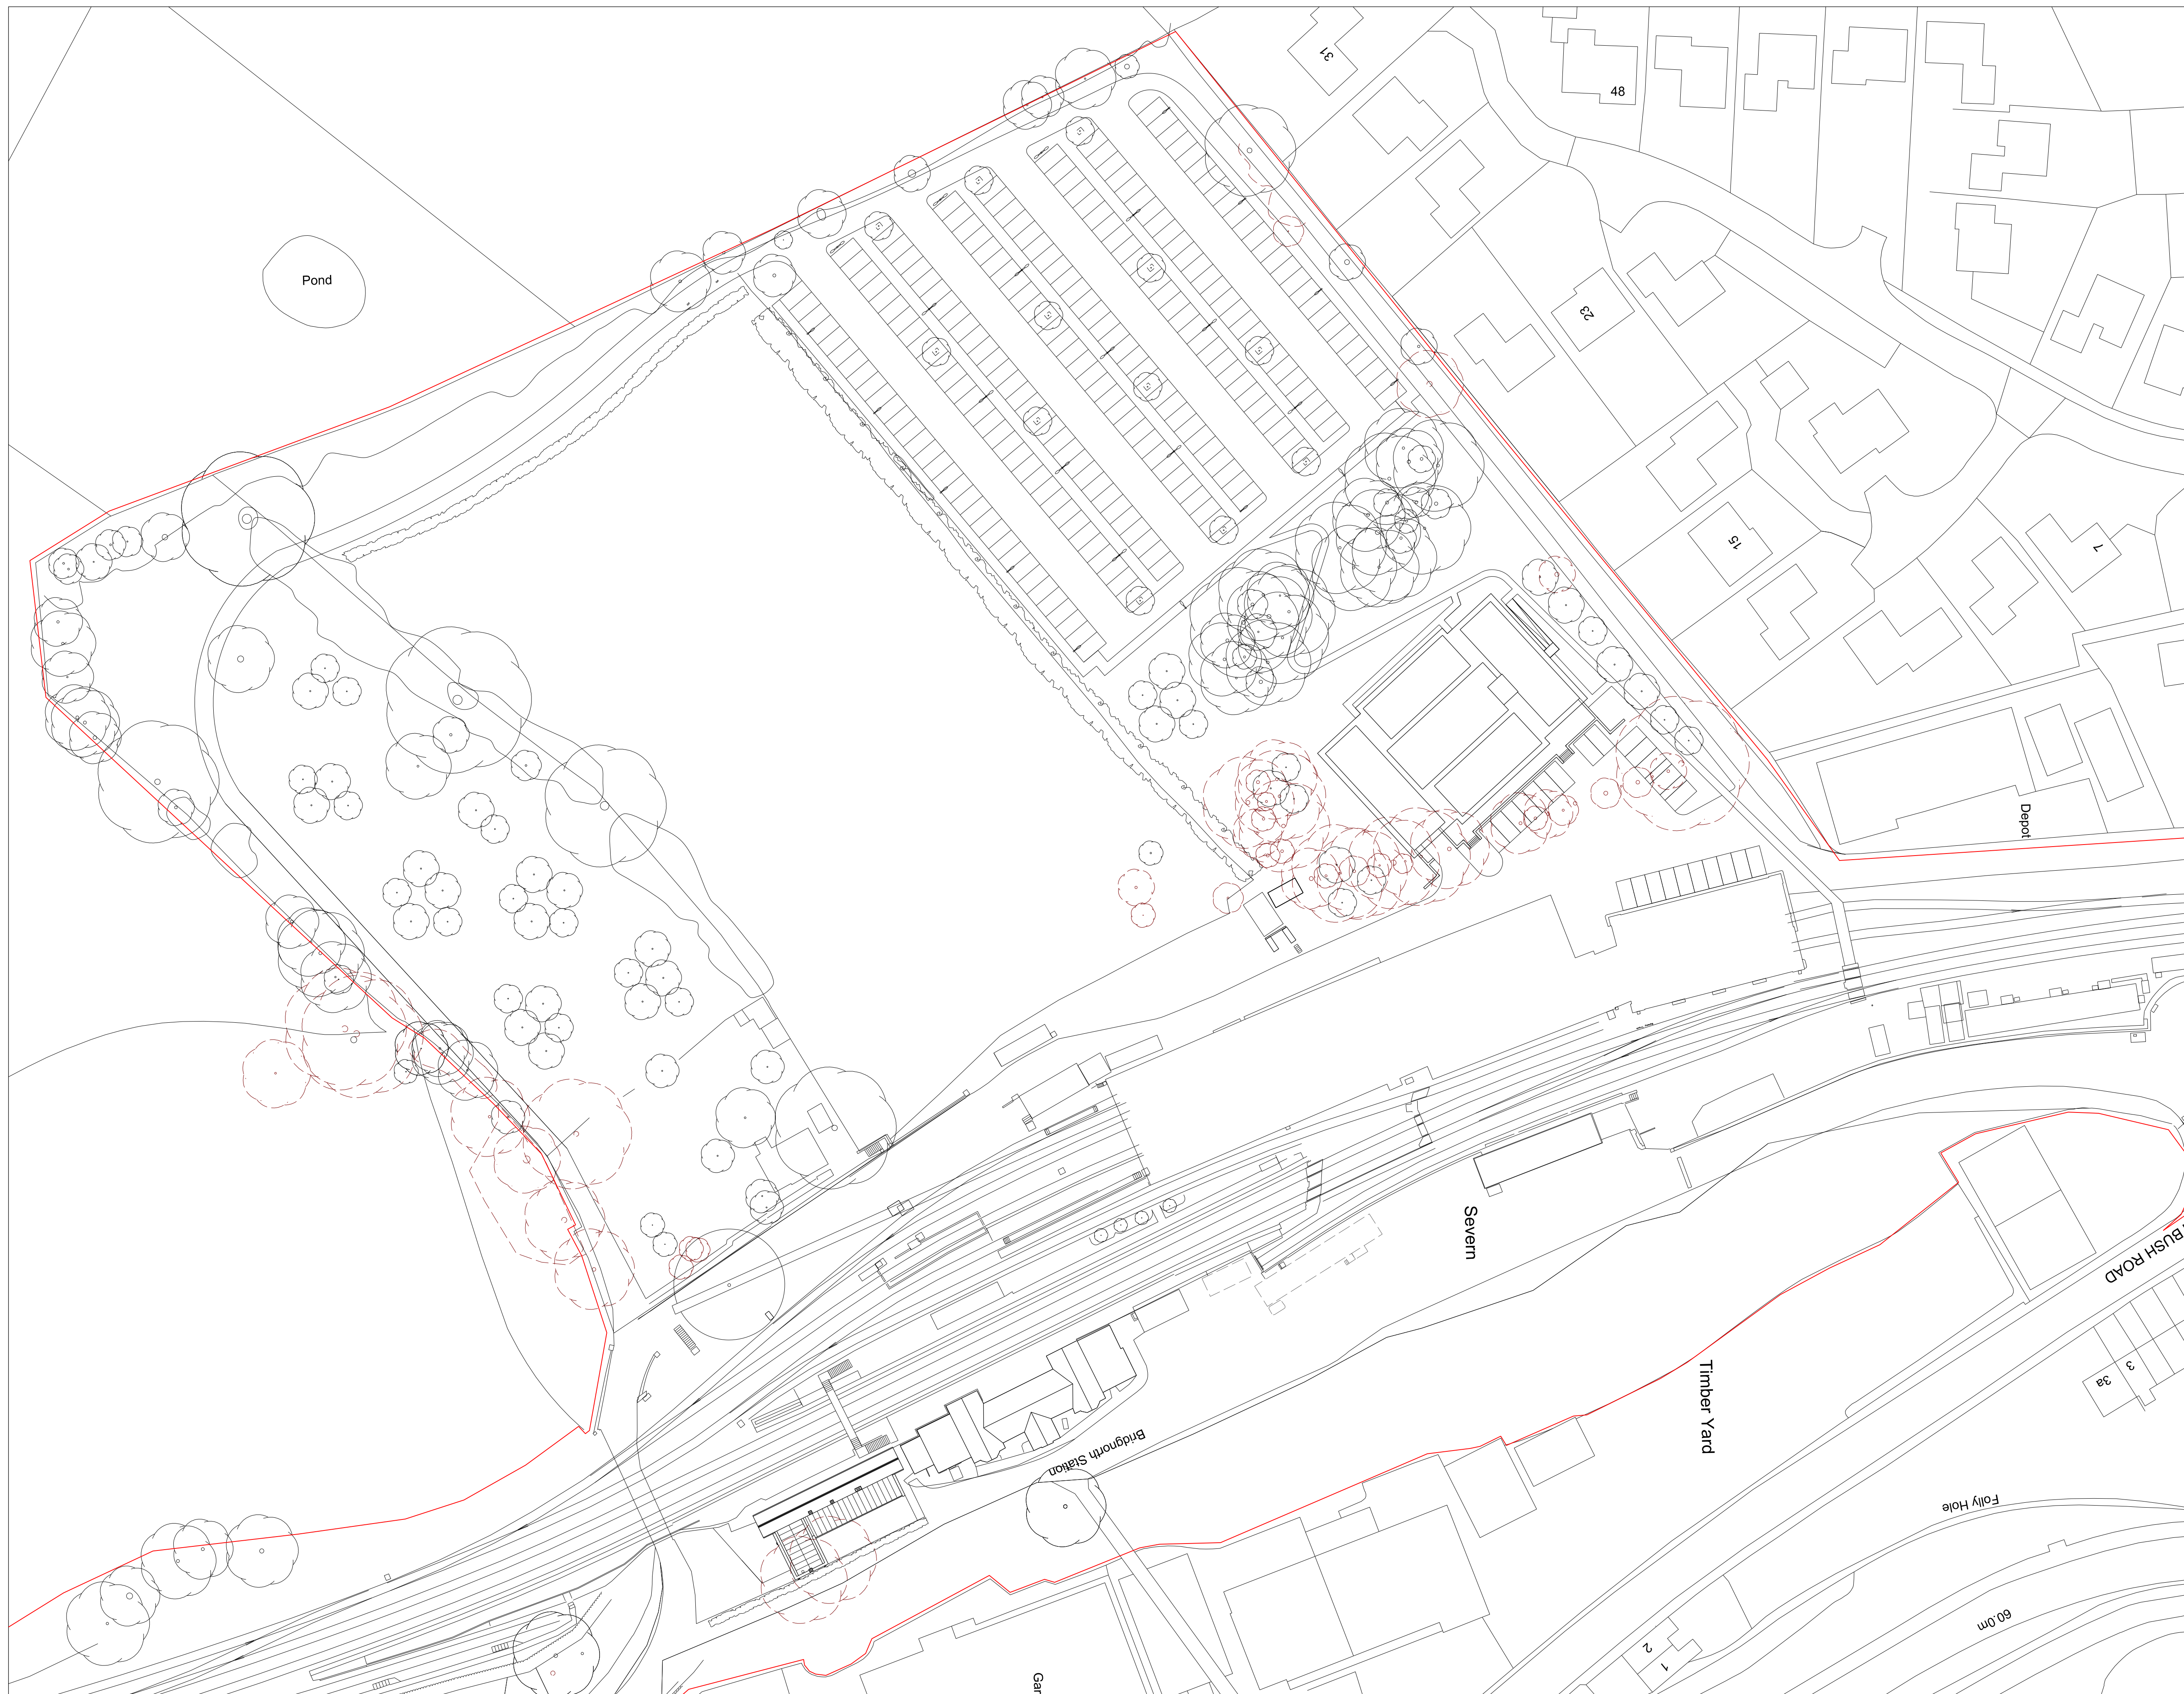 31
48
Pond
23
15
7
Depot
Severn
BUSH ROAD
3
3a
Timber Yard
Bridgnorth Station
Folly Hole
60.0m
2
1
Gar